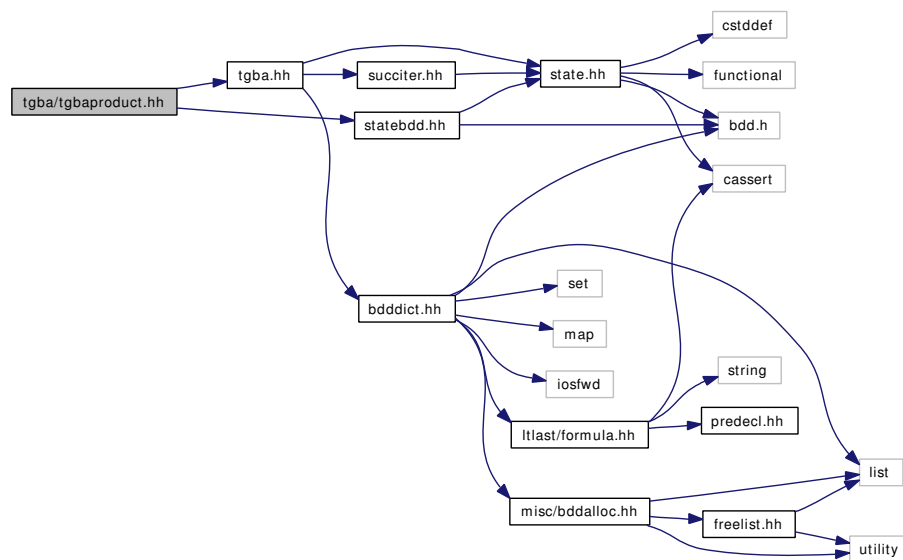 cstddef
tgba.hh
succiter.hh
state.hh
functional
tgba/tgbaproduct.hh
statebdd.hh
bdd.h
cassert
set
bdddict.hh
map
string
iosfwd
predecl.hh
ltlast/formula.hh
list
misc/bddalloc.hh
freelist.hh
utility